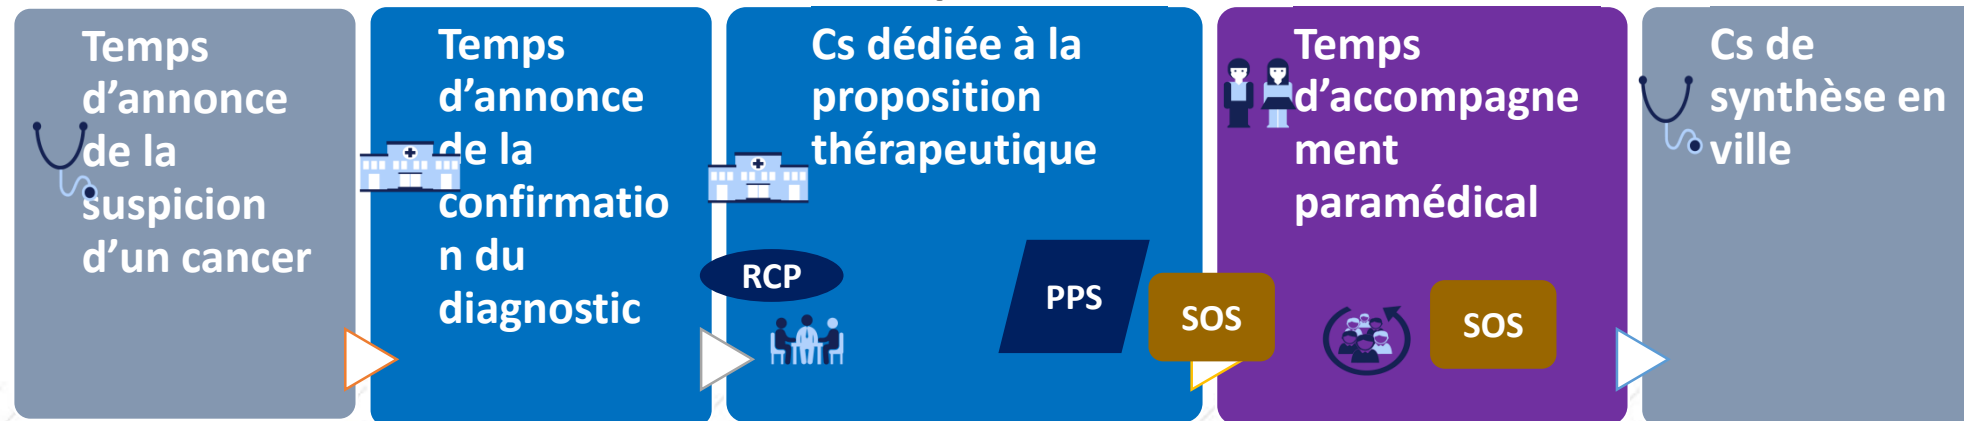 Temps
d’annonce
de la
suspicion
d’un cancer
Temps
d’annonce
de la
confirmatio
n du
diagnostic
Cs dédiée à la
proposition
thérapeutique
RCP
PPS
SOS
Temps
d’accompagne
ment
paramédical
SOS
Cs de
synthèse en
ville